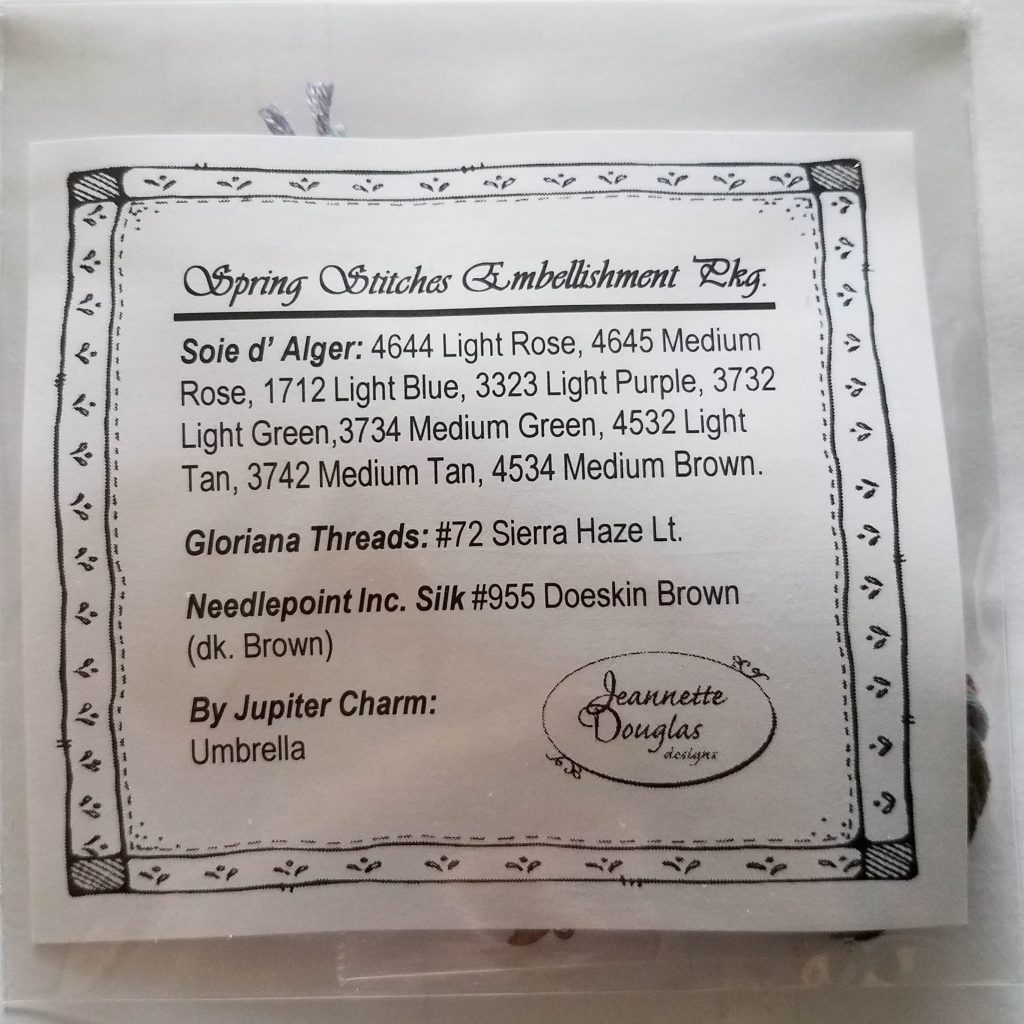 Spring Stitches Embellishment Pkg.
Soie d' Alger: 4644 Light Rose, 4645 Medium
Rose, 1712 Light Blue, 3323 Light Purple, 3732
Light Green,3734 Medium Green, 4532 Light
Tan, 3742 Medium Tan, 4534 Medium Brown.
Gloriana Threads: #72 Sierra Haze Lt.
Needlepoint Inc. Silk #955 Doeskin Brown
(dk. Brown)
By Jupiter Charm:
Umbrella
Jeannette
Douglas
designs